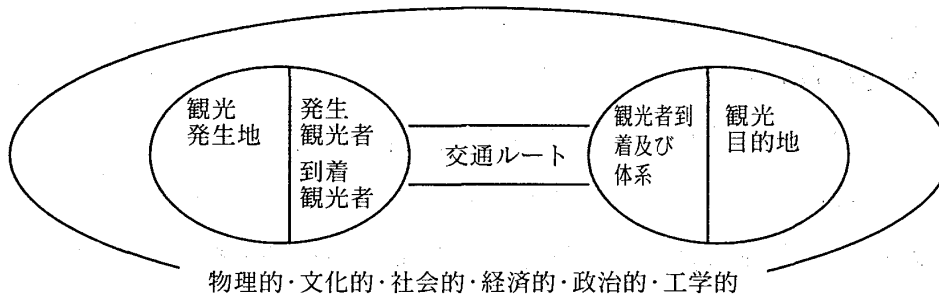 観光
発生地
発生
観光者
到着
観光者
交通ルート
観光者到
着及び
体系
観光
目的地
物理的·文化的·社会的·経済的·政治的·工学的